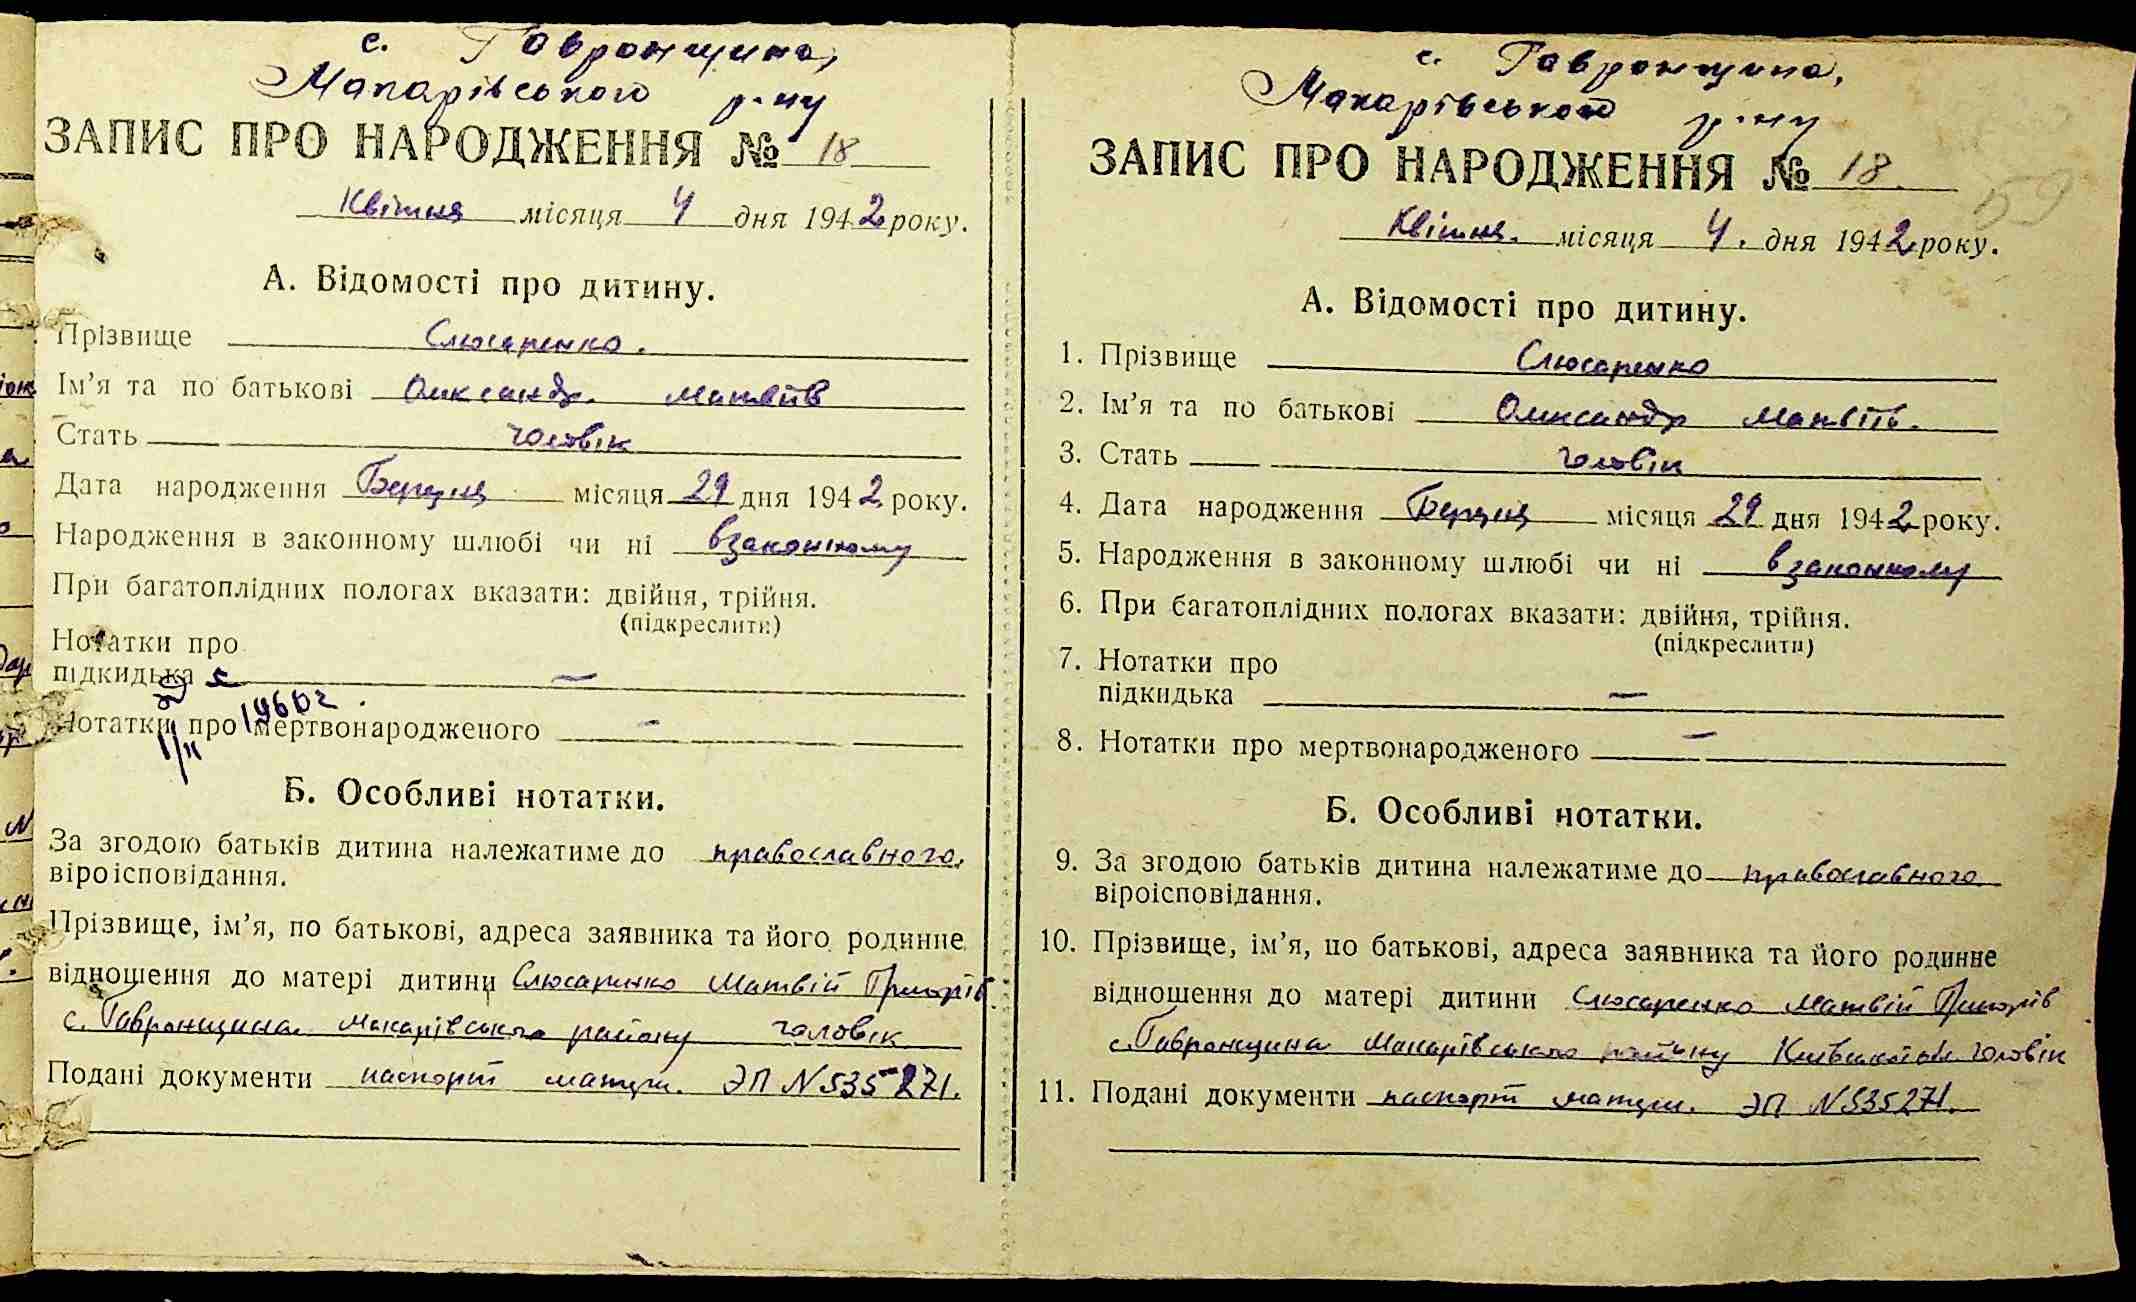 с. Гавронщина,
Макарівського р-ну
ЗАПИС ПРО НАРОДЖЕННЯ № 18
Квітня місяця 4 дня 1942 року.
А. Відомості про дитину.
Прізвище Слюсаренко.
Ім'я та по батькові Олександр Матвіїв
Стать чоловік
Дата народження Березня місяця 29 дня 1942 року.
Народження в законному шлюбі чи ні в законному
При багатоплідних пологах вказати: двійня, трійня.
(підкреслити)
Нотатки про
підкидька —
1960 г.
Нотатки про мертвонародженого —
Б. Особливі нотатки.
За згодою батьків дитина належатиме до православного
віроісповідання.
Прізвище, ім'я, по батькові, адреса заявника та його родинне
відношення до матері дитини Слюсаренко Матвій Григорів
с. Гавронщина Макарівського району чоловік
Подані документи паспорт матери. ЭП N 535271.
с. Гавронщина,
Макарівського р-ну
ЗАПИС ПРО НАРОДЖЕННЯ № 18.
59
Квітня. місяця 4. дня 1942 року.
А. Відомості про дитину.
1. Прізвище Слюсаренко
2. Ім'я та по батькові Олександр Матвіїв.
3. Стать чоловік
4. Дата народження Березня місяця 29 дня 1942 року.
5. Народження в законному шлюбі чи ні в законному
6. При багатоплідних пологах вказати: двійня, трійня.
(підкреслити)
7. Нотатки про
підкидька —
8. Нотатки про мертвонародженого —
Б. Особливі нотатки.
9. За згодою батьків дитина належатиме до православного
віроісповідання.
10. Прізвище, ім'я, по батькові, адреса заявника та його родинне
відношення до матері дитини Слюсаренко Матвій Григорів
с. Гавронщина Макарівського району чоловік
11. Подані документи паспорт матери. ЭП N 535271.